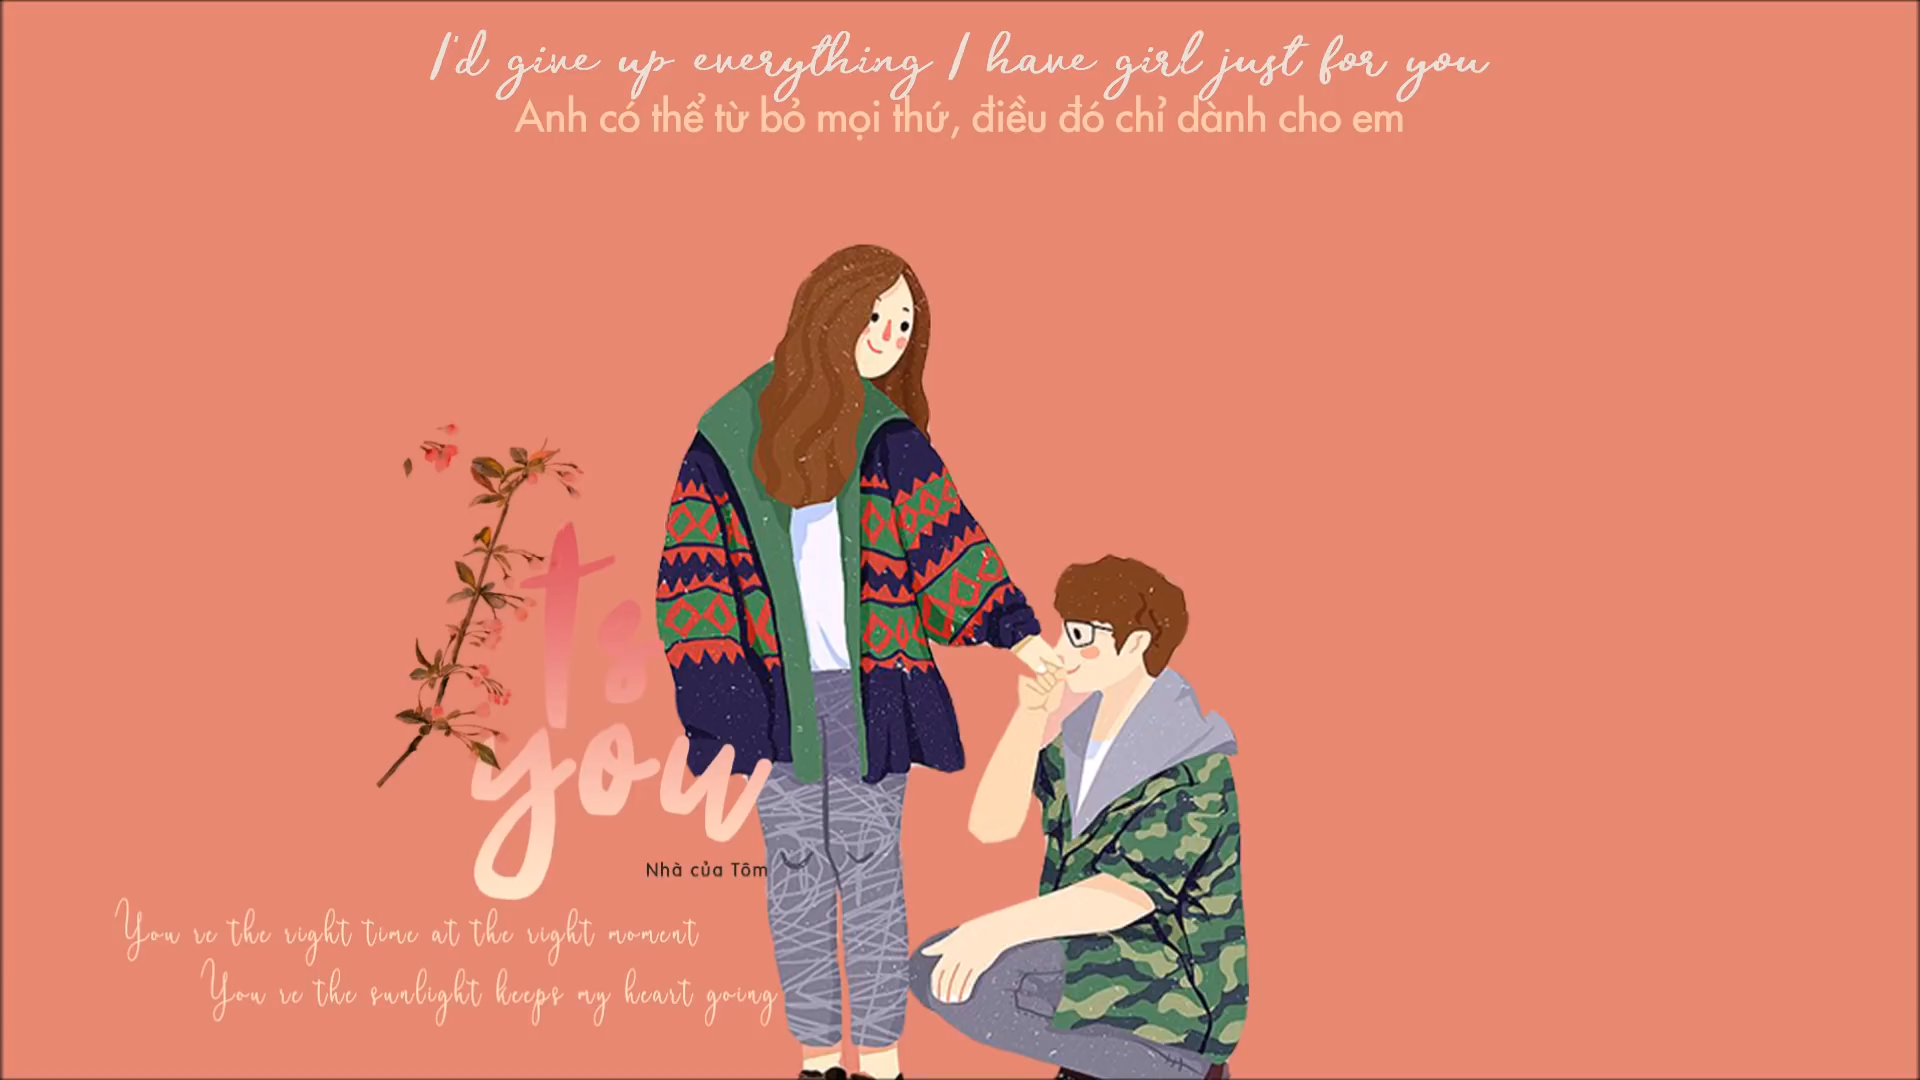 I'd give up everything I have girl just for you
Anh có thể từ bỏ mọi thứ, điều đó chỉ dành cho em
ts
you
Nhà của Tôm
You re the right time at the right moment
You re the sunlight keeps my heart going